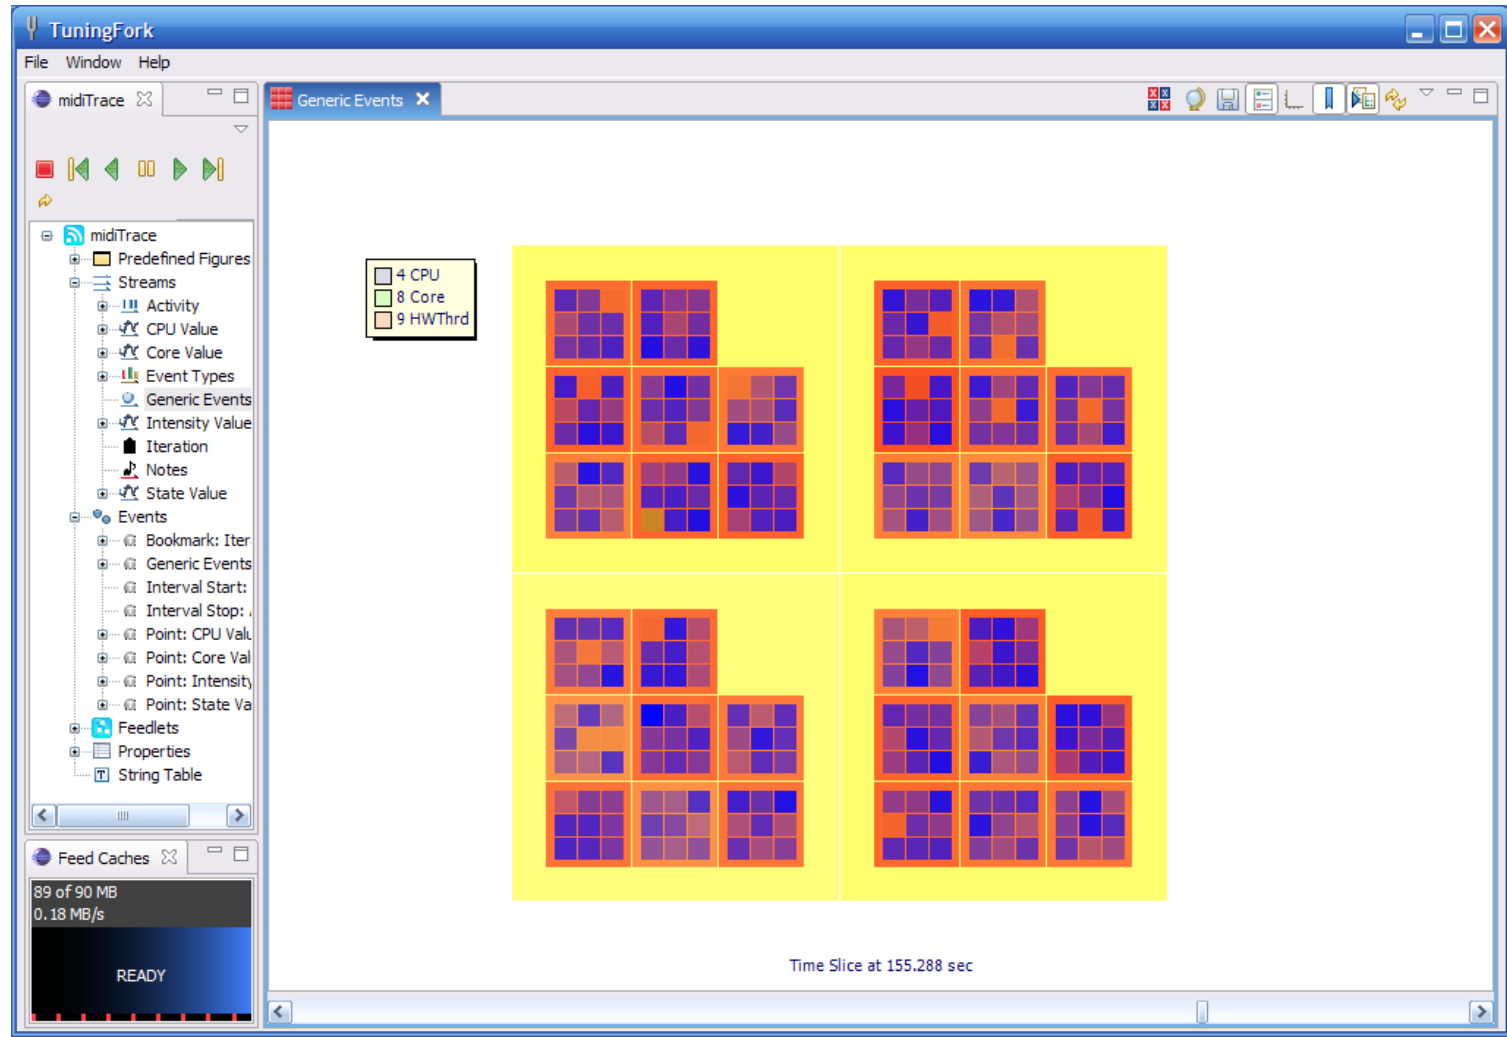 TuningFork
File Window Help
midiTrace
Generic Events
midiTrace
Predefined Figures
Streams
Activity
CPU Value
Core Value
Event Types
Generic Events
Intensity Value
Iteration
Notes
State Value
Events
Bookmark: Iter
Generic Events
Interval Start:
Interval Stop:
Point: CPU Valu
Point: Core Val
Point: Intensity
Point: State Va
Feedlets
Properties
String Table
Feed Caches
89 of 90 MB
0.18 MB/s
READY
4 CPU
8 Core
9 HWThrd
Time Slice at 155.288 sec